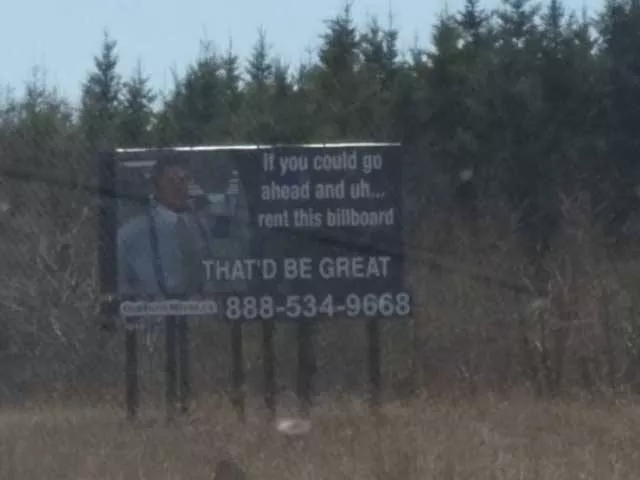 If you could go
ahead and uh...
rent this billboard
THAT'D BE GREAT
888-534-9668